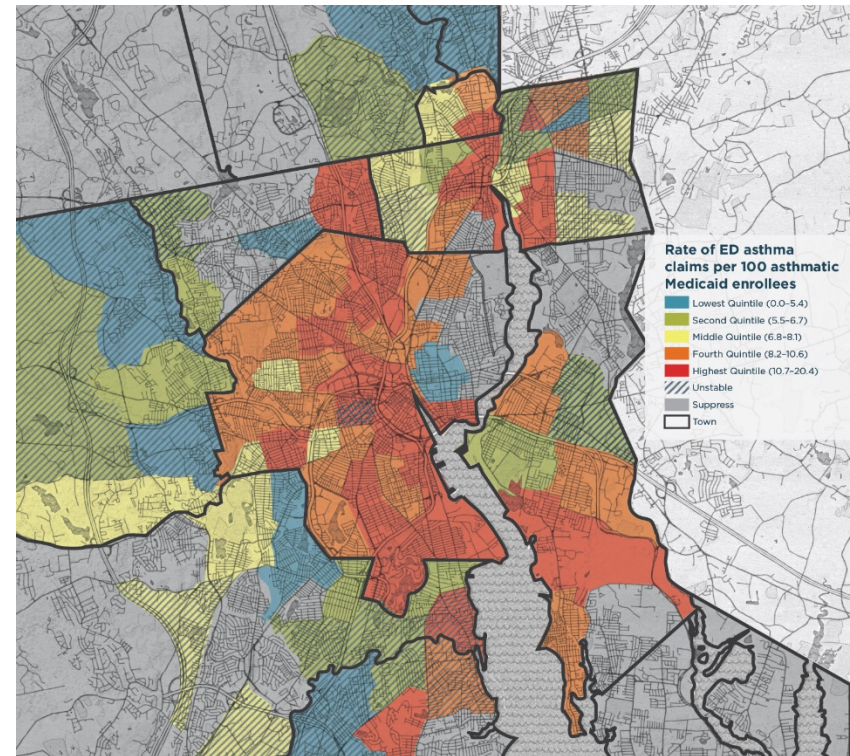 Rate of ED asthma
claims per 100 asthmatic
Medicaid enrollees
Lowest Quintile (0.0–5.4)
Second Quintile (5.5–6.7)
Middle Quintile (6.8–8.1)
Fourth Quintile (8.2–10.6)
Highest Quintile (10.7–20.4)
Unstable
Suppress
Town